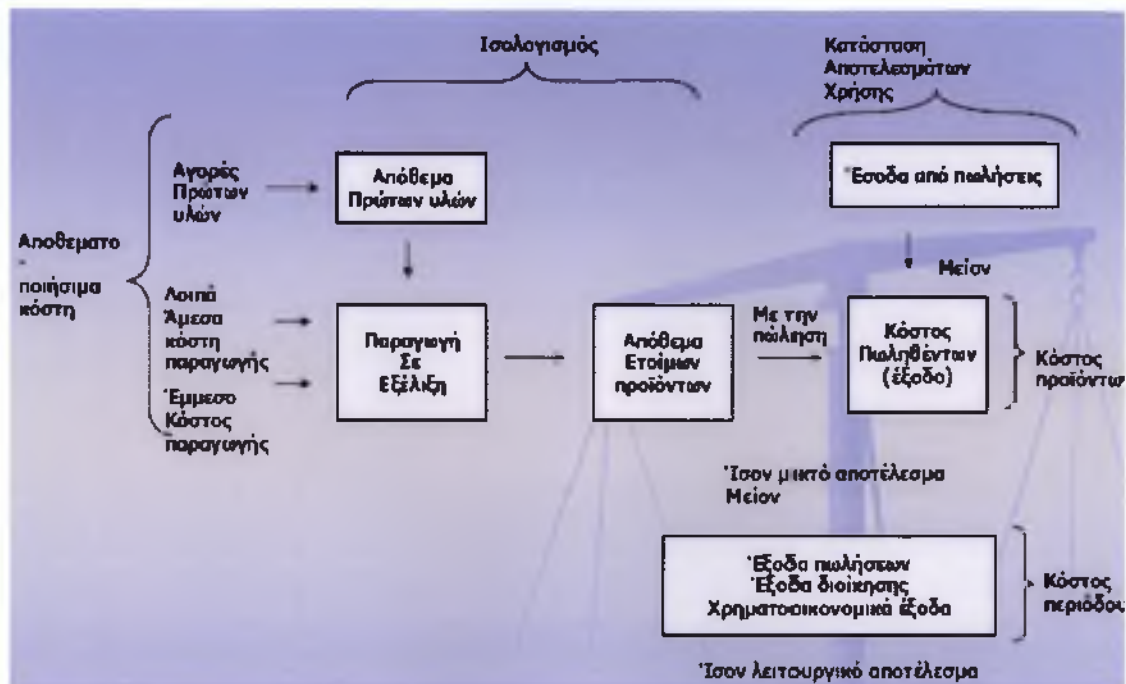 Ισολογισμός
Κατάσταση
Αποτελεσμάτων
Χρήσης
Αγορές
Πρώτων
υλών
Απόθεμα
Πρώτων υλών
Έσοδα από πωλήσεις
Αποθεματο
-
ποιήσιμα
κόστη
Μείον
Λοιπά
Άμεσα
κόστη
παραγωγής
Έμμεσο
Κόστος
παραγωγής
Παραγωγή
Σε
Εξέλιξη
Απόθεμα
Ετοίμων
προϊόντων
Με την
πώληση
Κόστος
Πωληθέντων
(έξοδο)
Κόστος
προϊόντων
Ίσον μικτό αποτέλεσμα
Μείον
Έξοδα πωλήσεων
Έξοδα διοίκησης
Χρηματοοικονομικά έξοδα
Κόστος
περιόδου
Ίσον λειτουργικό αποτέλεσμα